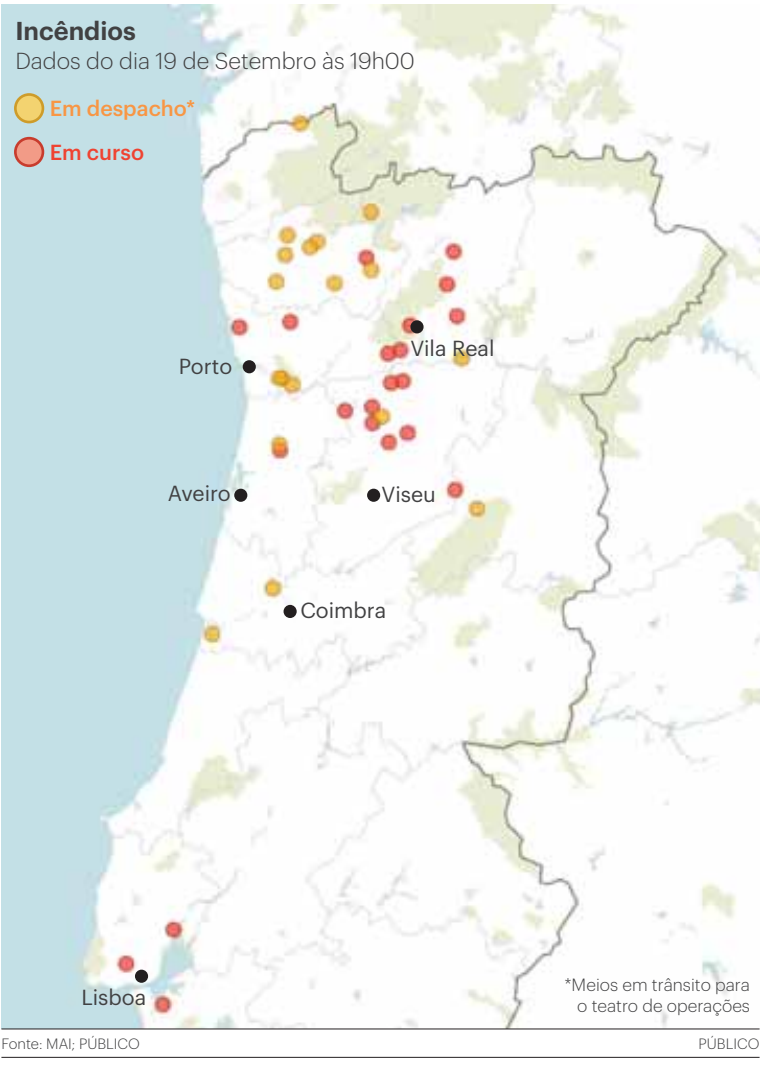 Incêndios
Dados do dia 19 de Setembro às 19h00
Em despacho*
Em curso
Vila Real
Porto
Aveiro
Viseu
Coimbra
Lisboa
*Meios em trânsito para
o teatro de operações
Fonte: MAI; PÚBLICO
PÚBLICO